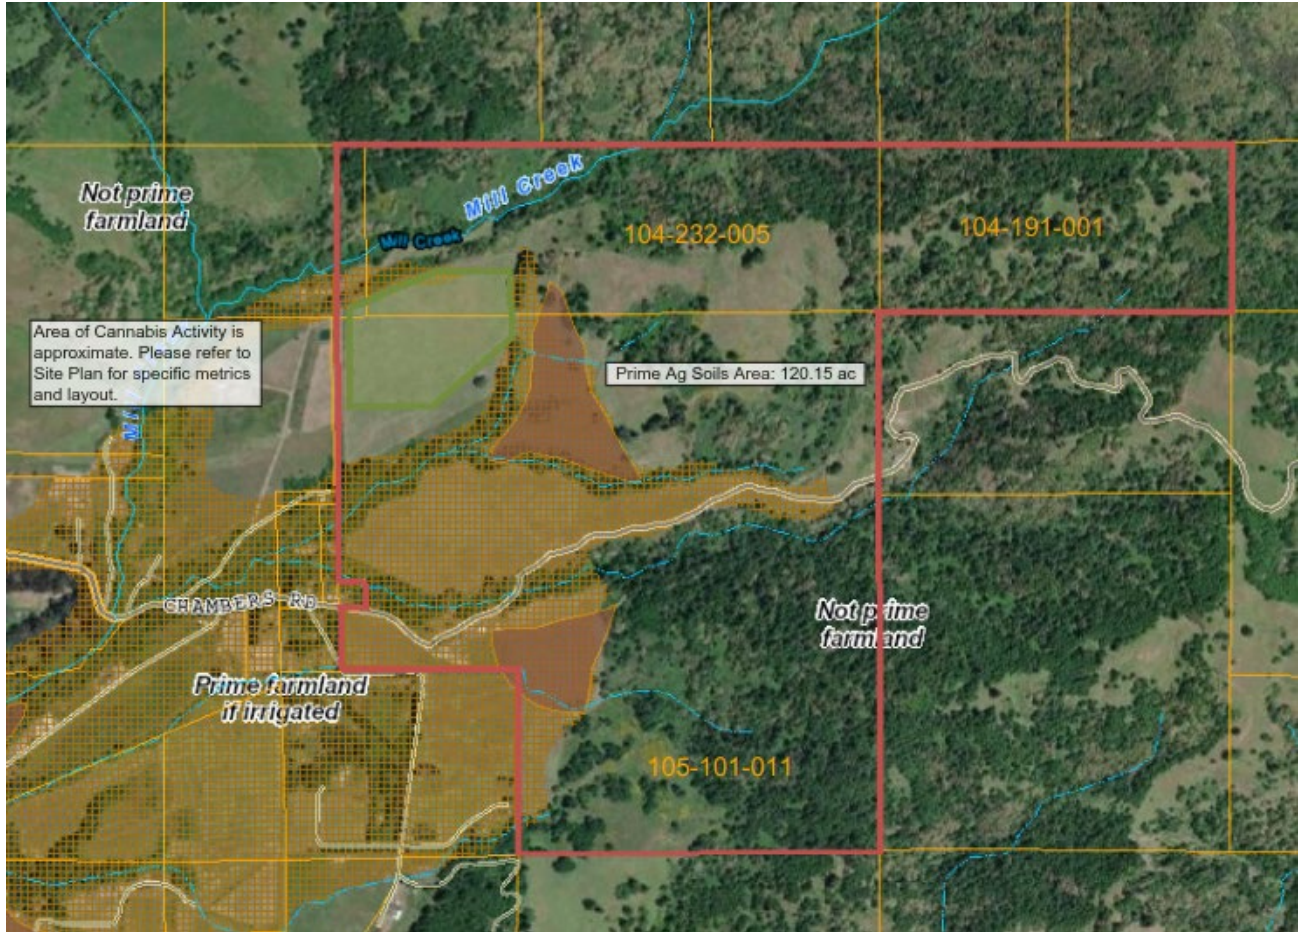 Mill Creek
Not prime
farmland
104-232-005
104-191-001
Mill Creek
Area of Cannabis Activity is
approximate. Please refer to
Site Plan for specific metrics
and layout.
Prime Ag Soils Area: 120.15 ac
CHAMBERS RD
Not prime
farmland
Prime farmland
if irrigated
105-101-011